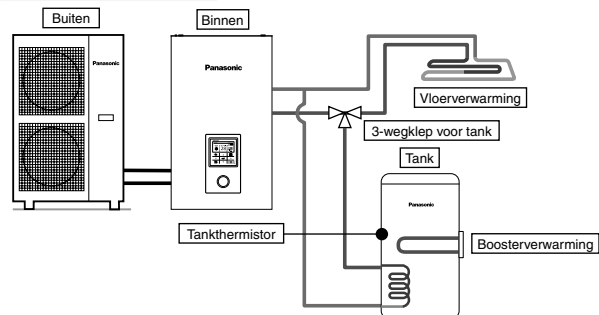 Buiten
Binnen
Panasonic
Panasonic
Vloerverwarming
3-wegklep voor tank
Tank
Panasonic
Tankthermistor
Boosterverwarming